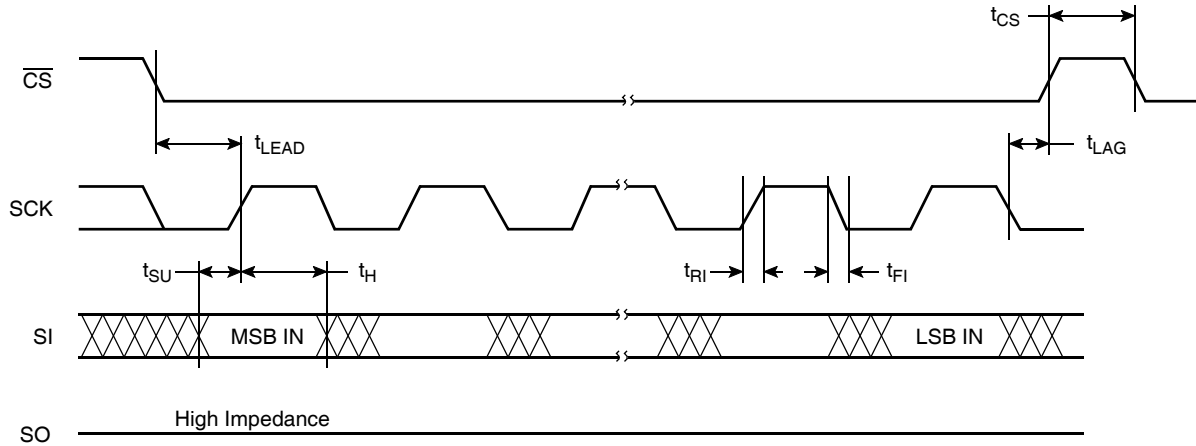 tCS
CS
tLEAD
tLAG
SCK
tSU
tH
tRI
tFI
SI
MSB IN
LSB IN
High Impedance
SO